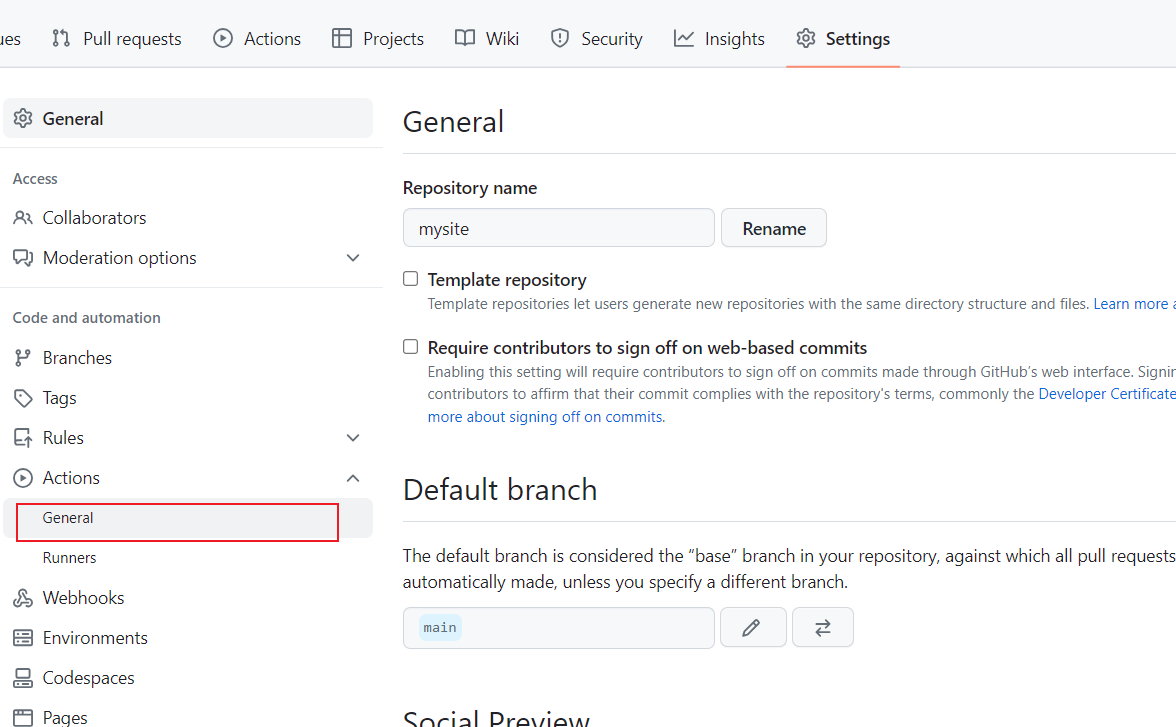 ues Pull requests Actions Projects Wiki Security Insights Settings
General
Access
Collaborators
Moderation options
Code and automation
Branches
Tags
Rules
Actions
General
Runners
Webhooks
Environments
Codespaces
Pages
General
Repository name
mysite Rename
Template repository
Template repositories let users generate new repositories with the same directory structure and files. Learn more a
Require contributors to sign off on web-based commits
Enabling this setting will require contributors to sign off on commits made through GitHub’s web interface. Signin
contributors to affirm that their commit complies with the repository's terms, commonly the Developer Certificate
more about signing off on commits.
Default branch
The default branch is considered the “base” branch in your repository, against which all pull requests
automatically made, unless you specify a different branch.
main
Social Preview